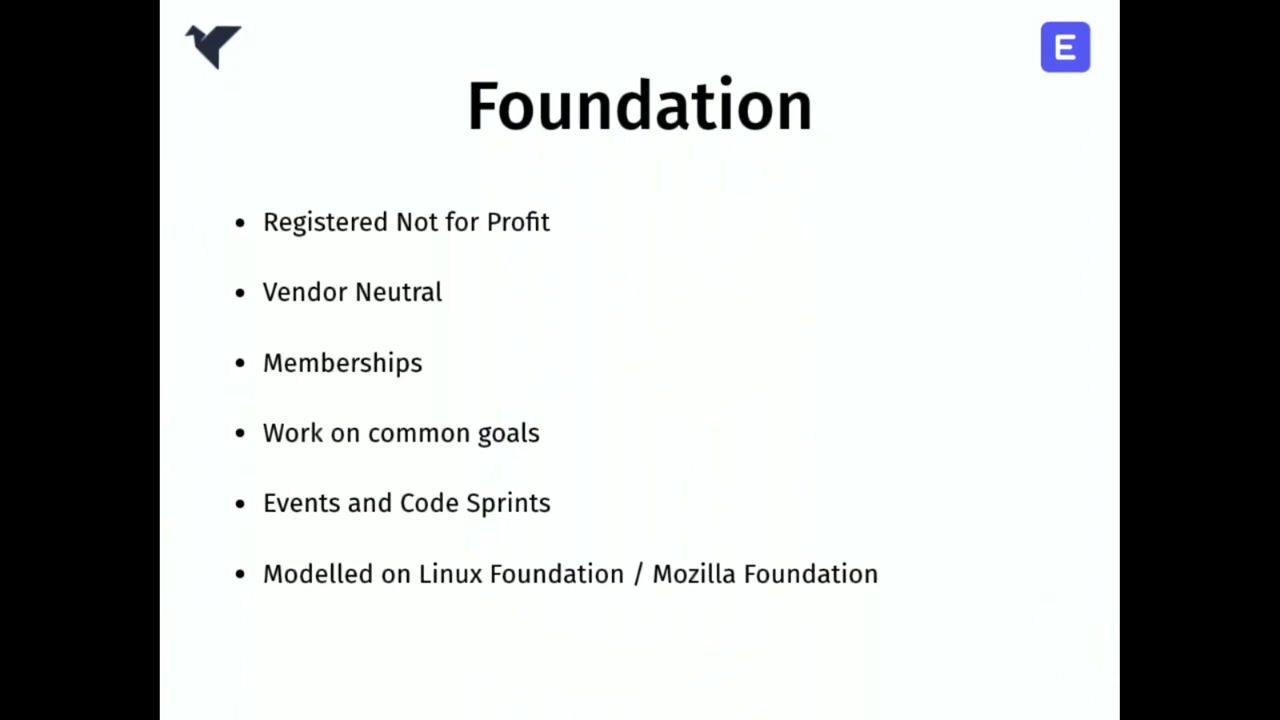 E
Foundation
• Registered Not for Profit
• Vendor Neutral
• Memberships
• Work on common goals
• Events and Code Sprints
• Modelled on Linux Foundation / Mozilla Foundation